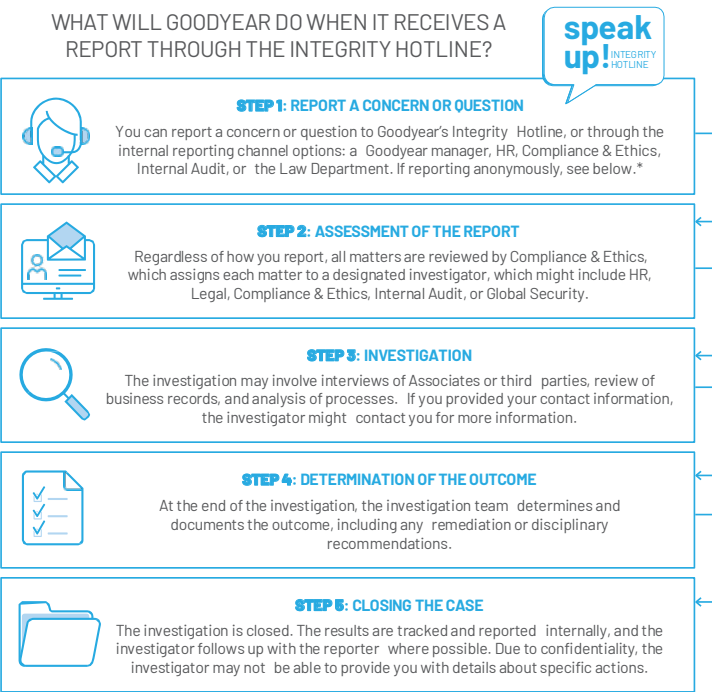 WHAT WILL GOODYEAR DO WHEN IT RECEIVES A
REPORT THROUGH THE INTEGRITY HOTLINE?
speak
up! INTEGRITY
HOTLINE
STEP 1: REPORT A CONCERN OR QUESTION
You can report a concern or question to Goodyear's Integrity Hotline, or through the
internal reporting channel options: a Goodyear manager, HR, Compliance & Ethics,
Internal Audit, or the Law Department. If reporting anonymously, see below.*
STEP 2: ASSESSMENT OF THE REPORT
Regardless of how you report, all matters are reviewed by Compliance & Ethics,
which assigns each matter to a designated investigator, which might include HR,
Legal, Compliance & Ethics, Internal Audit, or Global Security.
STEP 3: INVESTIGATION
The investigation may involve interviews of Associates or third parties, review of
business records, and analysis of processes. If you provided your contact information,
the investigator might contact you for more information.
STEP 4: DETERMINATION OF THE OUTCOME
At the end of the investigation, the investigation team determines and
documents the outcome, including any remediation or disciplinary
recommendations.
STEP 5: CLOSING THE CASE
The investigation is closed. The results are tracked and reported internally, and the
investigator follows up with the reporter where possible. Due to confidentiality, the
investigator may not be able to provide you with details about specific actions.